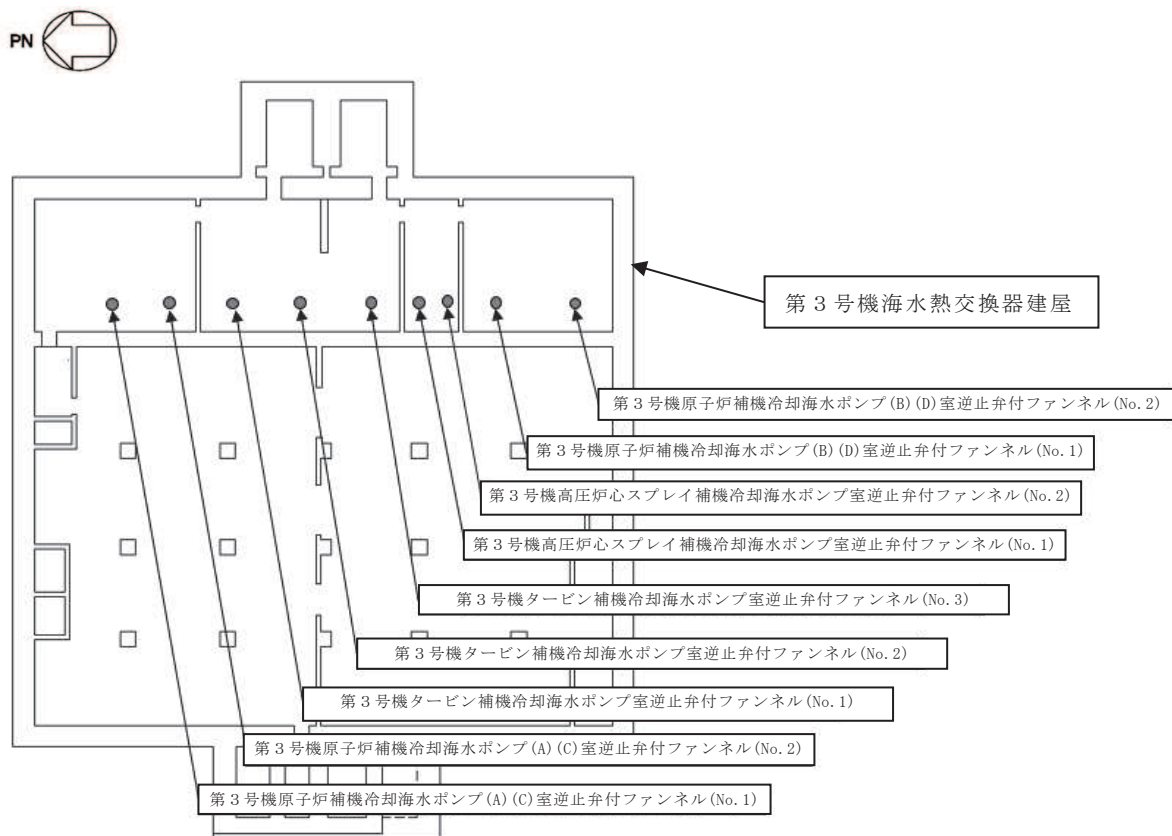 PN
第３号機海水熱交換器建屋
第３号機原子炉補機冷却海水ポンプ(B)(D)室逆止弁付ファンネル(No.2)
第３号機原子炉補機冷却海水ポンプ(B)(D)室逆止弁付ファンネル(No.1)
第３号機高圧炉心スプレイ補機冷却海水ポンプ室逆止弁付ファンネル(No.2)
第３号機高圧炉心スプレイ補機冷却海水ポンプ室逆止弁付ファンネル(No.1)
第３号機タービン補機冷却海水ポンプ室逆止弁付ファンネル(No.3)
第３号機タービン補機冷却海水ポンプ室逆止弁付ファンネル(No.2)
第３号機タービン補機冷却海水ポンプ室逆止弁付ファンネル(No.1)
第３号機原子炉補機冷却海水ポンプ(A)(C)室逆止弁付ファンネル(No.2)
第３号機原子炉補機冷却海水ポンプ(A)(C)室逆止弁付ファンネル(No.1)